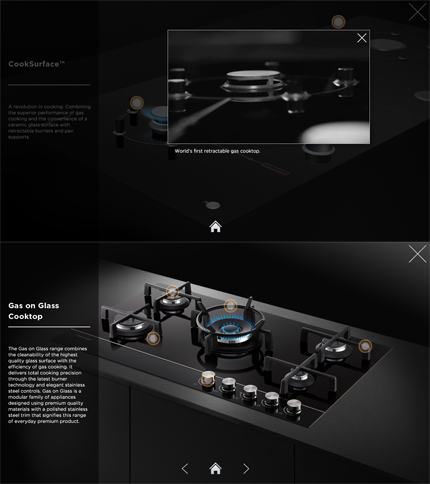 CookSurface™
A revolution in cooking. Combining
the superior performance of gas
cooking and the convenience of a
ceramic glass surface with
retractable burners and pan
supports.
World's first retractable gas cooktop.
Gas on Glass
Cooktop
The Gas on Glass range combines
the cleanability of the highest
quality glass surface with the
efficiency of gas cooking. It
delivers total cooking precision
through the latest burner
technology and elegant stainless
steel controls. Gas on Glass is a
modular family of appliances
designed using premium quality
materials with a polished stainless
steel trim that signifies this range
of everyday premium product.